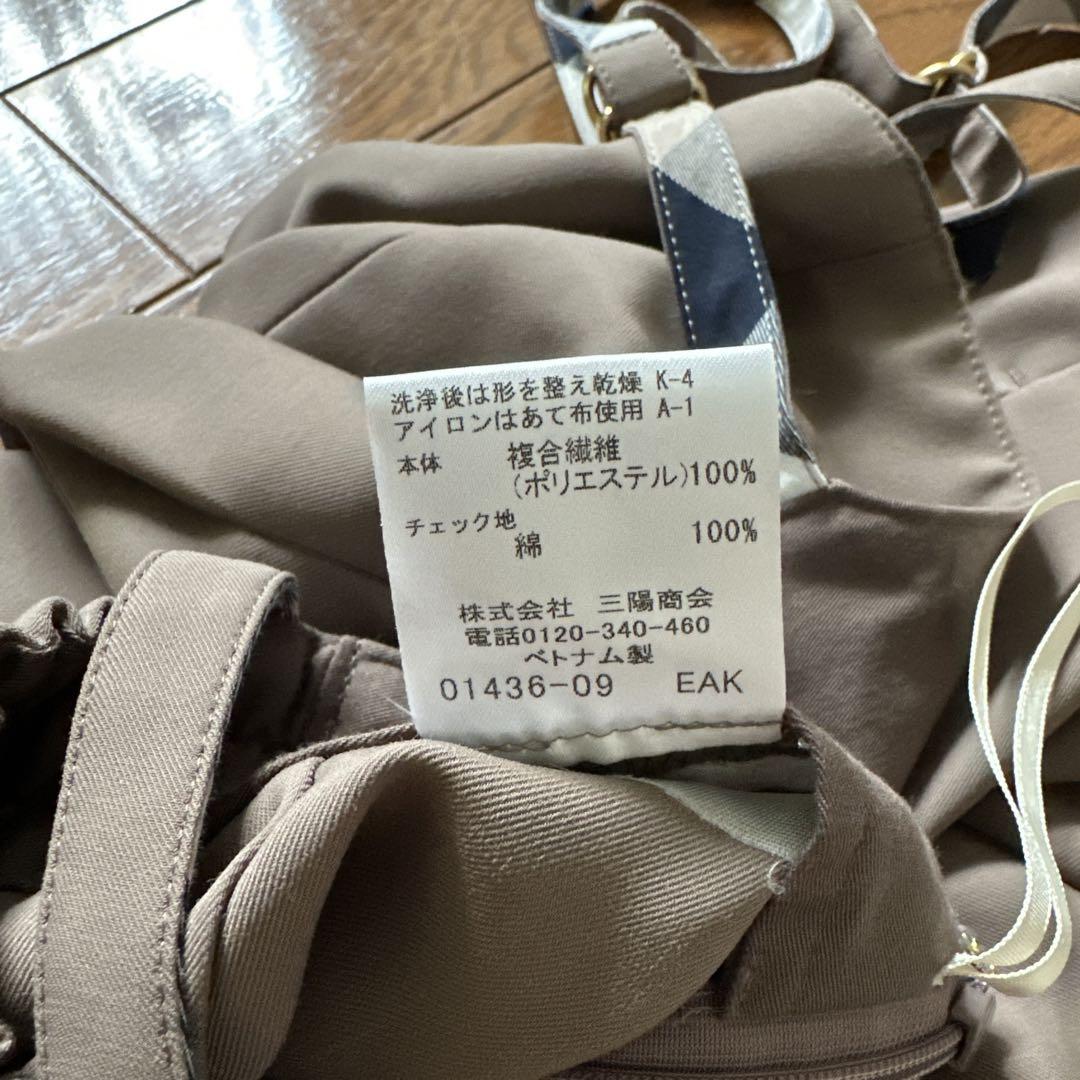 洗浄後は形を整え乾燥 K-4
アイロンはあて布使用 A-1
本体 複合繊維
(ポリエステル)100%
チェック地
綿 100%
株式会社 三陽商会
電話0120-340-460
ベトナム製
01436-09 EAK